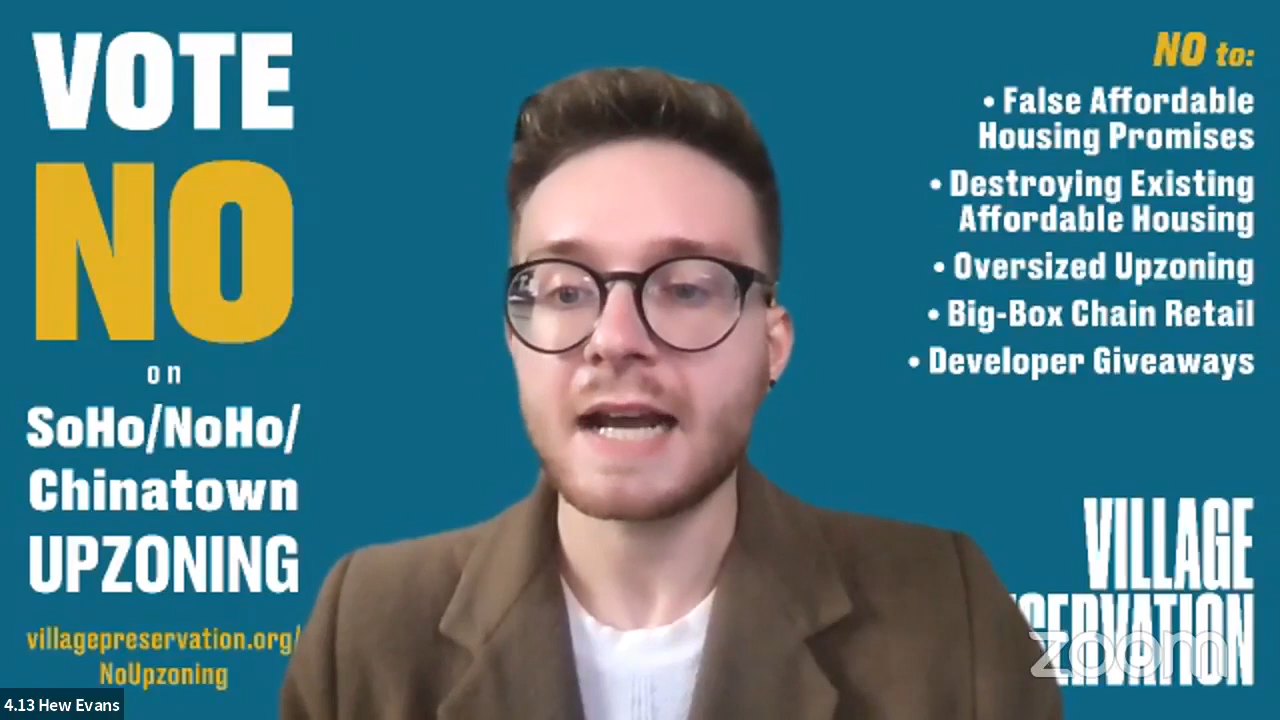 VOTE
NO
on
SoHo/NoHo/
Chinatown
UPZONING
villagepreservation.org/
NoUpzoning
NO to:
• False Affordable
Housing Promises
• Destroying Existing
Affordable Housing
• Oversized Upzoning
• Big-Box Chain Retail
• Developer Giveaways
VILLAGE
SERVATION
zoom
4.13 Hew Evans